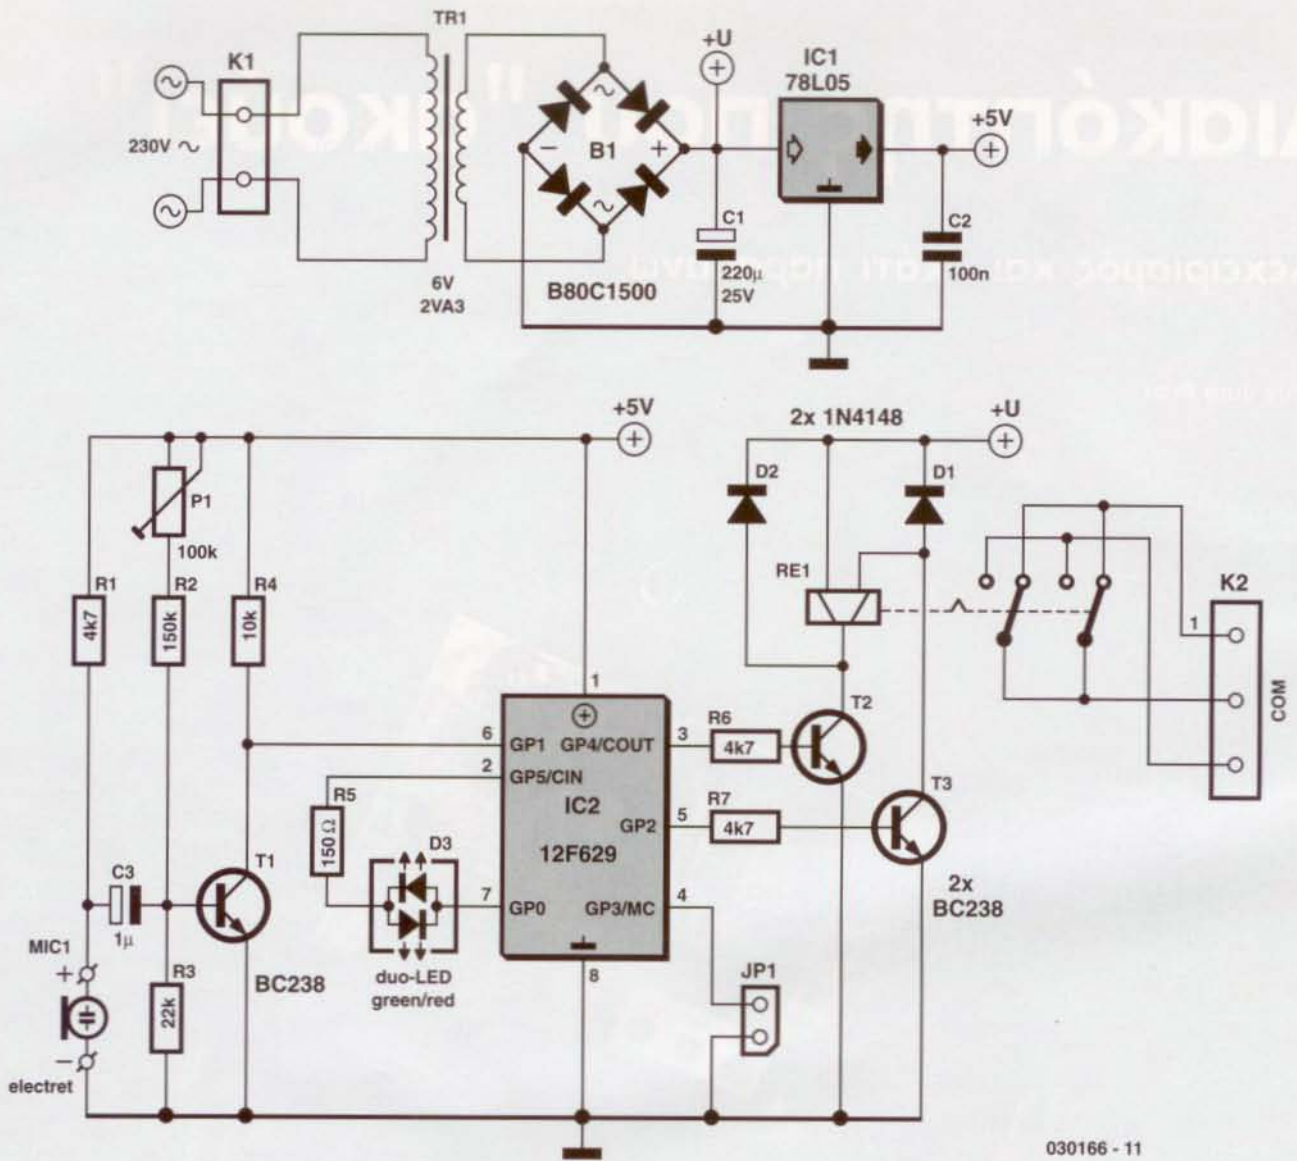 TR1
K1
230V ~
6V
2VA3
B1
B80C1500
+U
IC1
78L05
+5V
C1
220µ
25V
C2
100n
+5V
2x 1N4148
+U
D2
D1
P1
100k
R1
4k7
R2
150k
R4
10k
RE1
K2
1
COM
1
6
GP1
GP4/COUT
3
R6
4k7
T2
2
GP5/CIN
R5
150 Ω
IC2
GP2
5
R7
4k7
T3
12F629
D3
7
GP0
GP3/MC
4
2x
BC238
T1
C3
1µ
MIC1
+
BC238
duo-LED
green/red
8
JP1
R3
22k
−
electret
030166 - 11